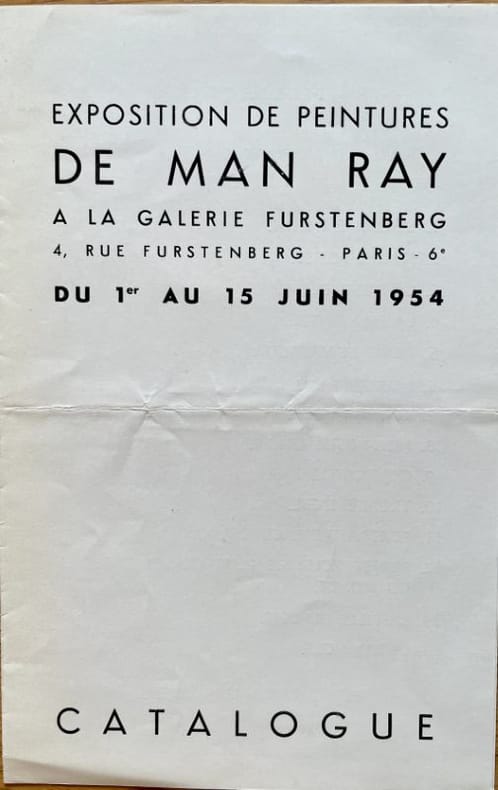 EXPOSITION DE PEINTURES
DE MAN RAY
A LA GALERIE FURSTENBERG
4, RUE FURSTENBERG - PARIS - 6e
DU 1er AU 15 JUIN 1954
CATALOGUE